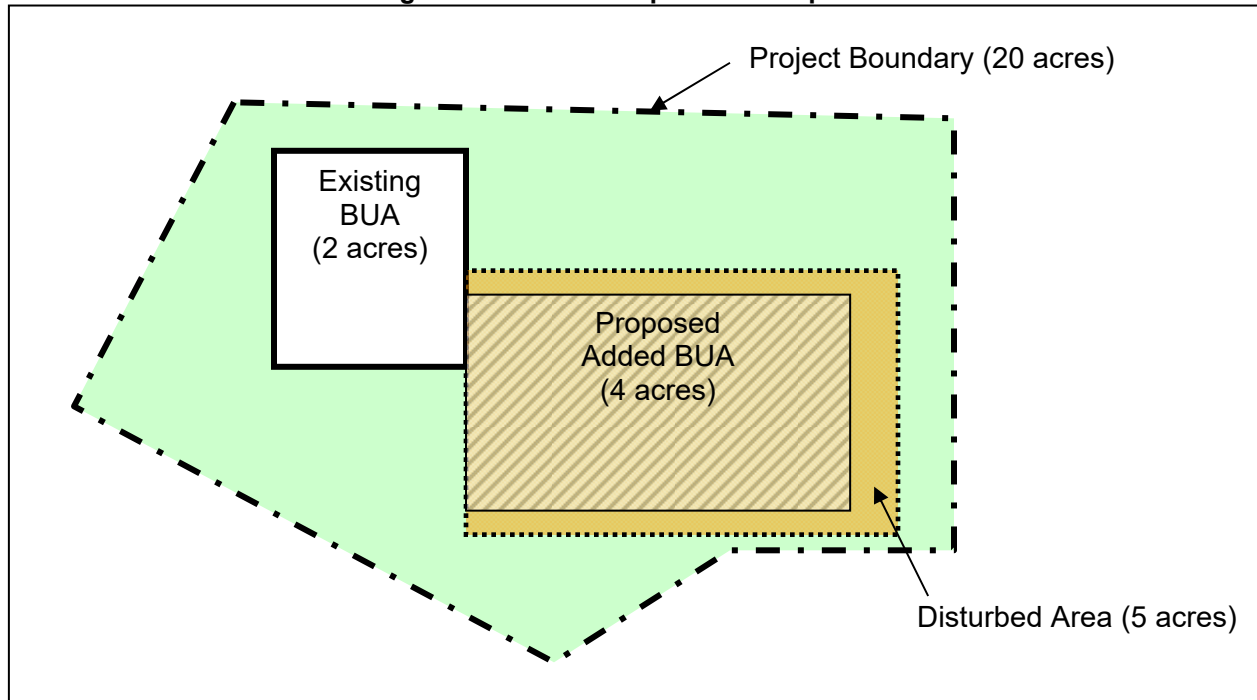 Project Boundary (20 acres)
Existing
BUA
(2 acres)
Proposed
Added BUA
(4 acres)
Disturbed Area (5 acres)